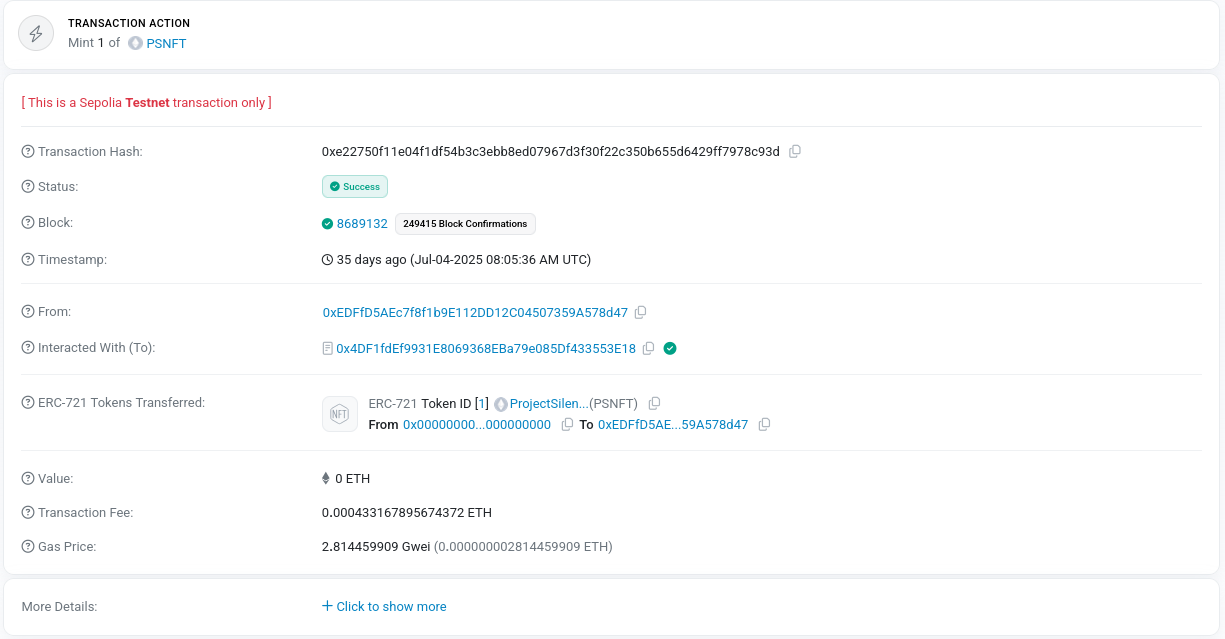 TRANSACTION ACTION
Mint 1 of PSNFT
[ This is a Sepolia Testnet transaction only ]
Transaction Hash: 0xe22750f11e04f1df54b3c3ebb8ed07967d3f30f22c350b655d6429ff7978c93d
Status: Success
Block: 8689132 249415 Block Confirmations
Timestamp: 35 days ago (Jul-04-2025 08:05:36 AM UTC)
From: 0xEDFfD5AEc7f8f1b9E112DD12C04507359A578d47
Interacted With (To): 0x4DF1fdEf9931E8069368EBa79e085Df433553E18
ERC-721 Tokens Transferred: ERC-721 Token ID [1] ProjectSilen...(PSNFT)
NFT
From 0x00000000...000000000 To 0xEDFfD5AE...59A578d47
Value: 0 ETH
Transaction Fee: 0.000433167895674372 ETH
Gas Price: 2.814459909 Gwei (0.000000002814459909 ETH)
More Details: Click to show more